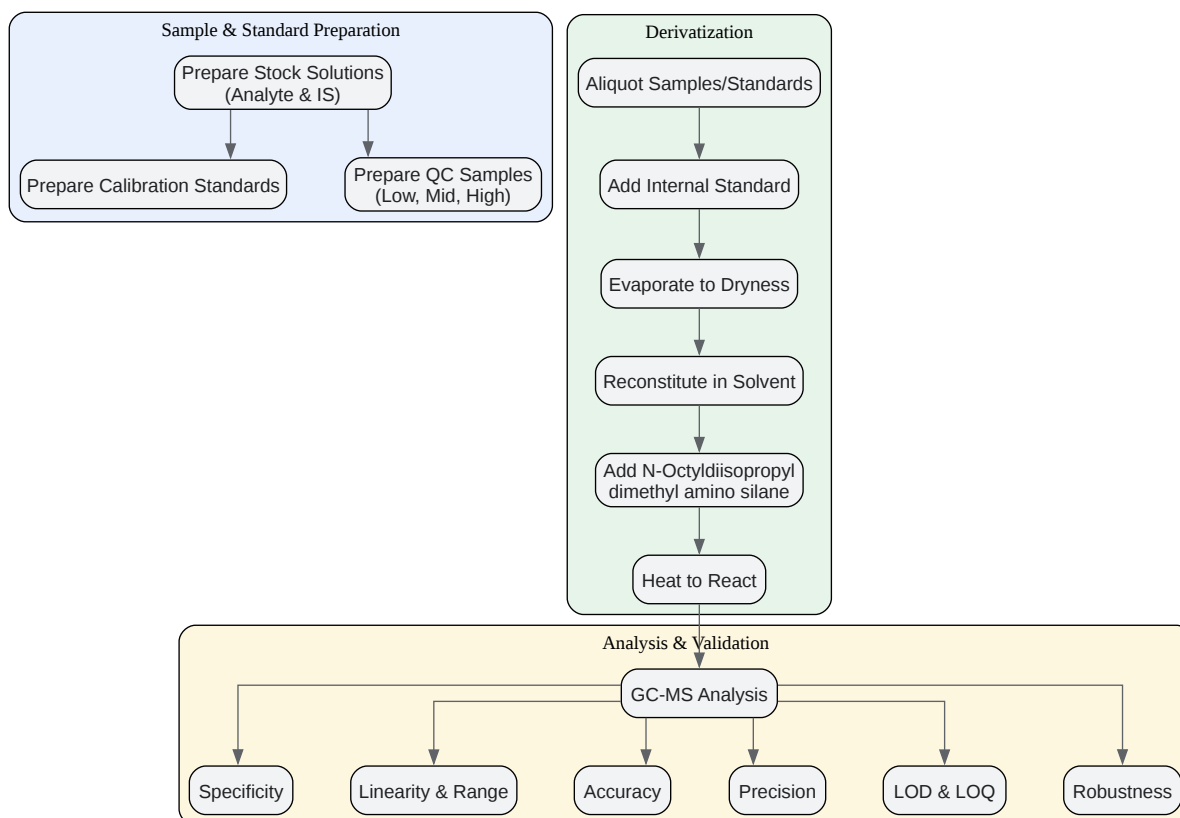 Sample & Standard Preparation
Prepare Stock Solutions
(Analyte & IS)
Prepare Calibration Standards
Prepare QC Samples
(Low, Mid, High)
Derivatization
Aliquot Samples/Standards
Add Internal Standard
Evaporate to Dryness
Reconstitute in Solvent
Add N-Octyldiisopropyl
dimethyl amino silane
Heat to React
Analysis & Validation
GC-MS Analysis
Specificity
Linearity & Range
Accuracy
Precision
LOD & LOQ
Robustness